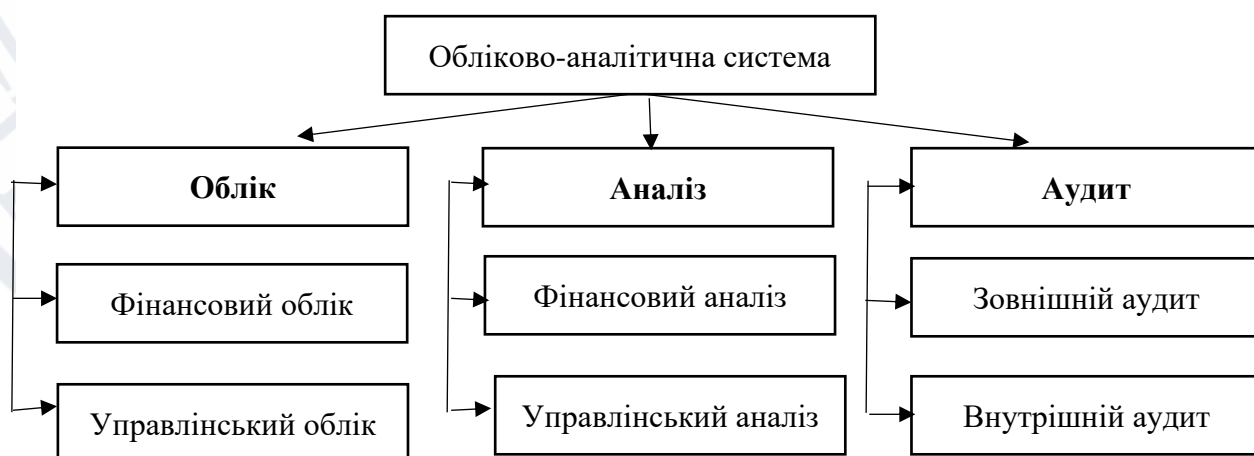 Обліково-аналітична система
Облік
Аналіз
Аудит
Фінансовий облік
Фінансовий аналіз
Зовнішній аудит
Управлінський облік
Управлінський аналіз
Внутрішній аудит